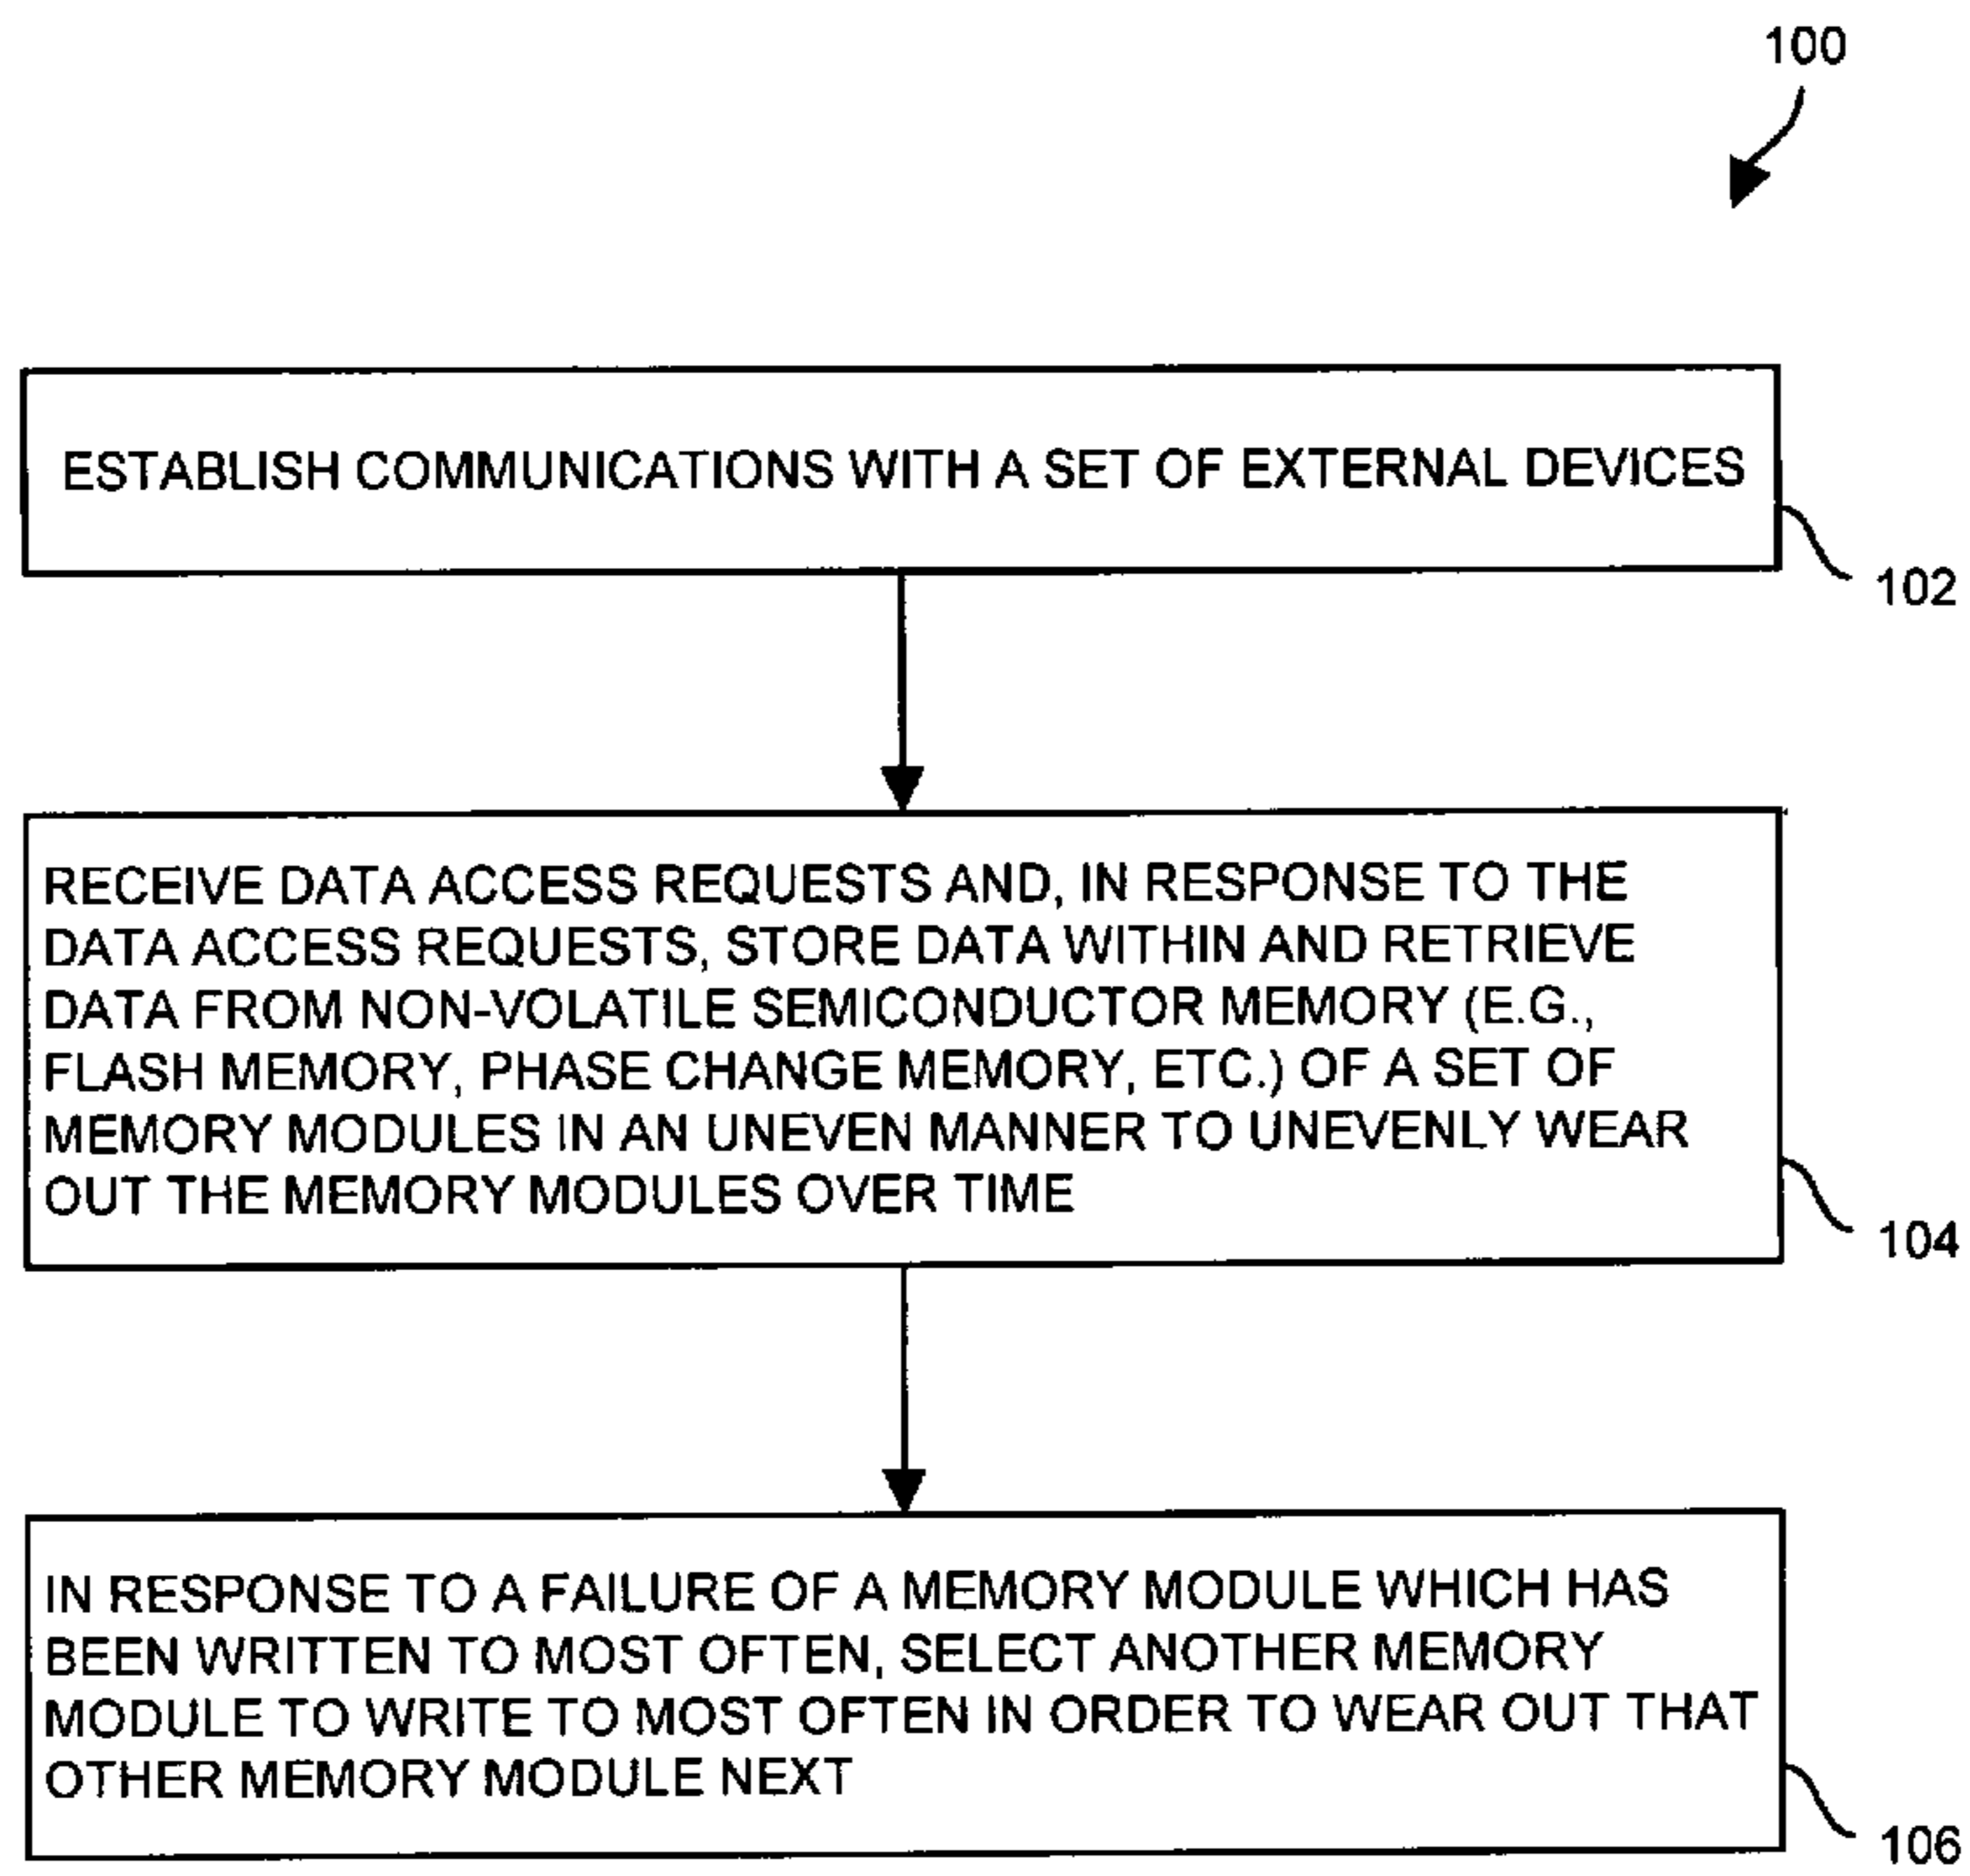 100
ESTABLISH COMMUNICATIONS WITH A SET OF EXTERNAL DEVICES
102
RECEIVE DATA ACCESS REQUESTS AND, IN RESPONSE TO THE
DATA ACCESS REQUESTS, STORE DATA WITHIN AND RETRIEVE
DATA FROM NON-VOLATILE SEMICONDUCTOR MEMORY (E.G.,
FLASH MEMORY, PHASE CHANGE MEMORY, ETC.) OF A SET OF
MEMORY MODULES IN AN UNEVEN MANNER TO UNEVENLY WEAR
OUT THE MEMORY MODULES OVER TIME
104
IN RESPONSE TO A FAILURE OF A MEMORY MODULE WHICH HAS
BEEN WRITTEN TO MOST OFTEN, SELECT ANOTHER MEMORY
MODULE TO WRITE TO MOST OFTEN IN ORDER TO WEAR OUT THAT
OTHER MEMORY MODULE NEXT
106